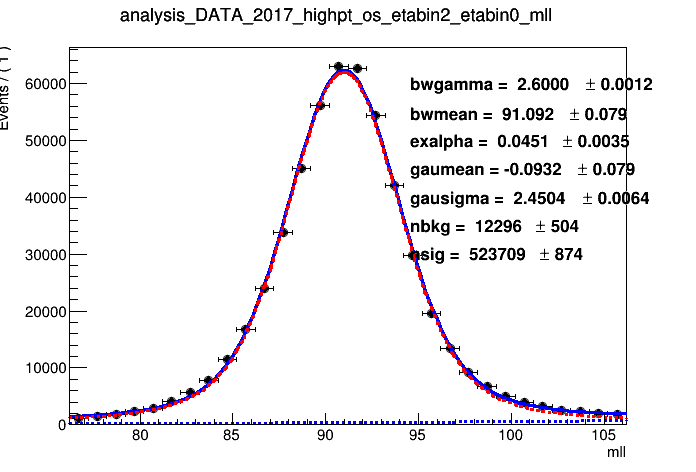 analysis_DATA_2017_highpt_os_etabin2_etabin0_mll
Events / ( 1 )
60000
50000
40000
30000
20000
10000
0
bwgamma = 2.6000 ± 0.0012
bwmean = 91.092 ± 0.079
exalpha = 0.0451 ± 0.0035
gaumean = -0.0932 ± 0.079
gausigma = 2.4504 ± 0.0064
nbkg = 12296 ± 504
nsig = 523709 ± 874
80 85 90 95 100 105
mll